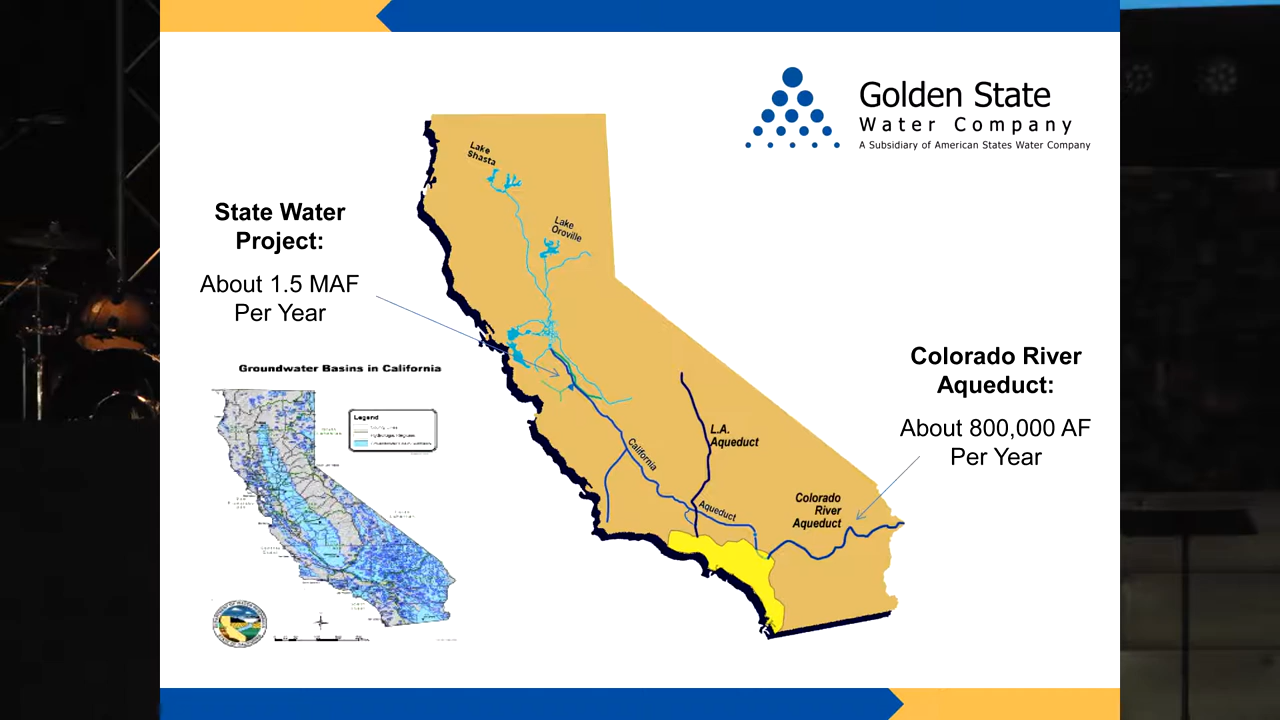 Golden State
Water Company
A Subsidiary of American States Water Company
State Water
Project:
About 1.5 MAF
Per Year
Lake
Shasta
Lake
Oroville
L.A.
Aqueduct
California
Aqueduct
Colorado
River
Aqueduct
Colorado River
Aqueduct:
About 800,000 AF
Per Year
Groundwater Basins in California
Legend